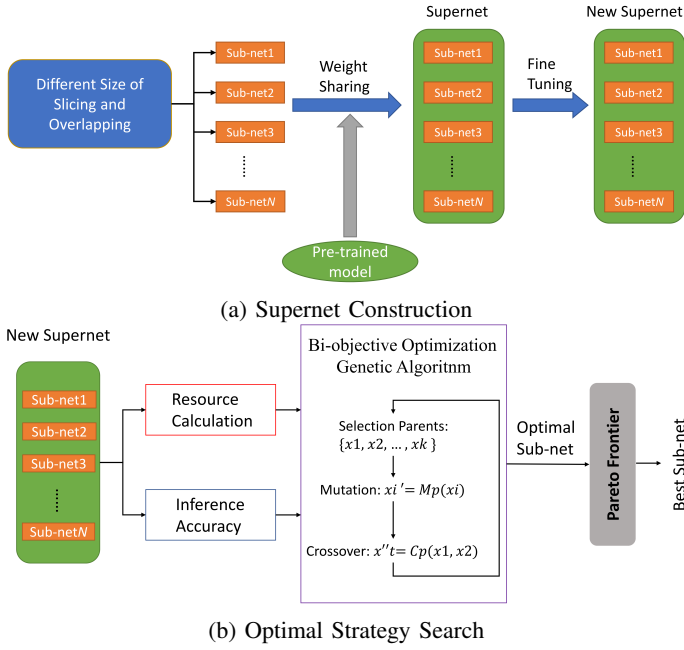 Different Size of
Slicing and
Overlapping
Sub-net1
Sub-net2
Sub-net3
......
Sub-netN
Weight
Sharing
Pre-trained
model
Supernet
Sub-net1
Sub-net2
Sub-net3
......
Sub-netN
Fine
Tuning
New Supernet
Sub-net1
Sub-net2
Sub-net3
......
Sub-netN
(a) Supernet Construction
New Supernet
Sub-net1
Sub-net2
Sub-net3
......
Sub-netN
Resource
Calculation
Inference
Accuracy
Bi-objective Optimization
Genetic Algoritnm
Selection Parents:
{x1, x2, ... , xk }
Mutation: xi ′= Mp(xi)
Crossover: x′′t= Cp(x1, x2)
Optimal
Sub-net
Pareto Frontier
Best Sub-net
(b) Optimal Strategy Search